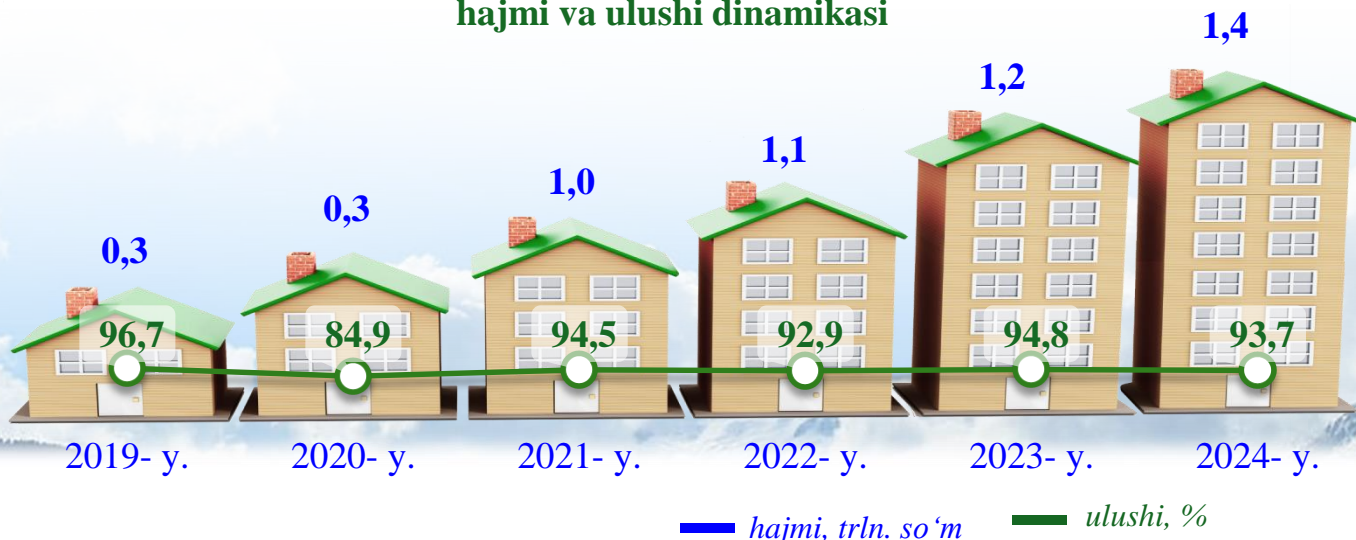 hajmi va ulushi dinamikasi
1,4
1,2
1,1
1,0
0,3
0,3
96,7 84,9 94,5 92,9 94,8 93,7
2019- y. 2020- y. 2021- y. 2022- y. 2023- y. 2024- y.
hajmi, trln. so‘m ulushi, %